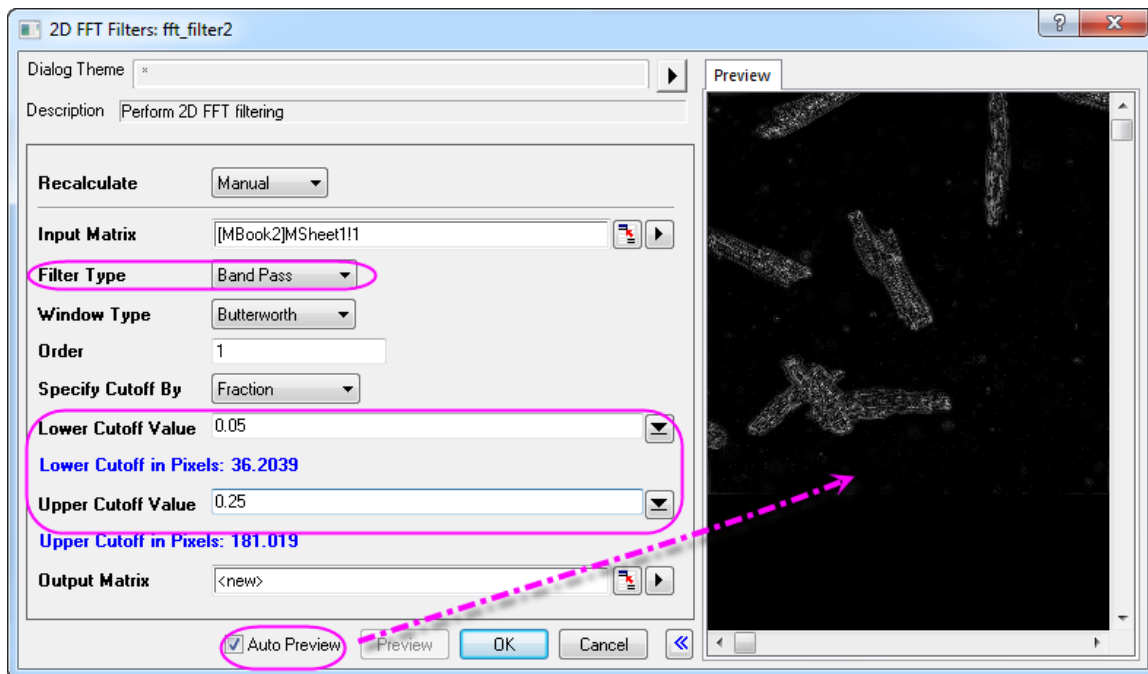 2D FFT Filters: fft_filter2
Dialog Theme *
Description Perform 2D FFT filtering
Recalculate Manual
Input Matrix [MBook2]MSheet1!1
Filter Type Band Pass
Window Type Butterworth
Order 1
Specify Cutoff By Fraction
Lower Cutoff Value 0.05
Lower Cutoff in Pixels: 36.2039
Upper Cutoff Value 0.25
Upper Cutoff in Pixels: 181.019
Output Matrix <new>
Auto Preview Preview OK Cancel
Preview